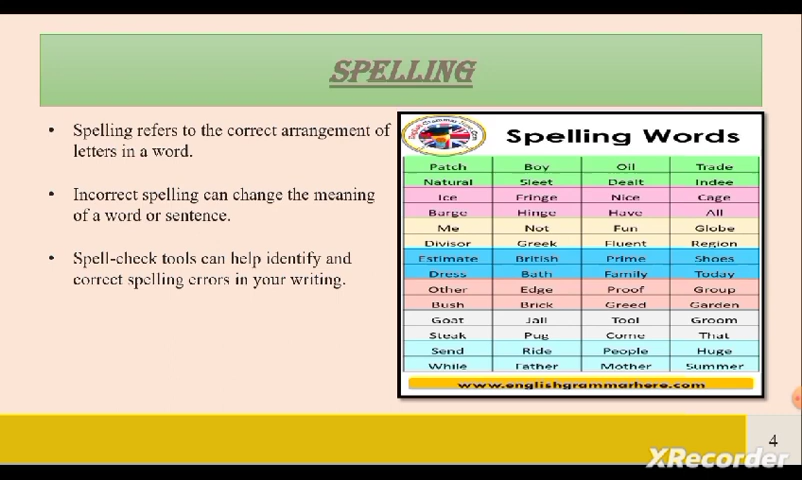 SPELLING
• Spelling refers to the correct arrangement of
letters in a word.
• Incorrect spelling can change the meaning
of a word or sentence.
• Spell-check tools can help identify and
correct spelling errors in your writing.
Spelling Words
Patch Boy Oil Trade
Natural Sleet Dealt Indee
Ice Fringe Nice Cage
Barge Hinge Have All
Me Not Fun Globe
Divisor Greek Fluent Region
Estimate British Prime Shoes
Dress Bath Family Today
Other Edge Proof Group
Bush Brick Greed Garden
Goat Jail Tool Groom
Steak Pug Come That
Send Ride People Huge
While Father Mother Summer
www.englishgrammarhere.com
4
XRecorder